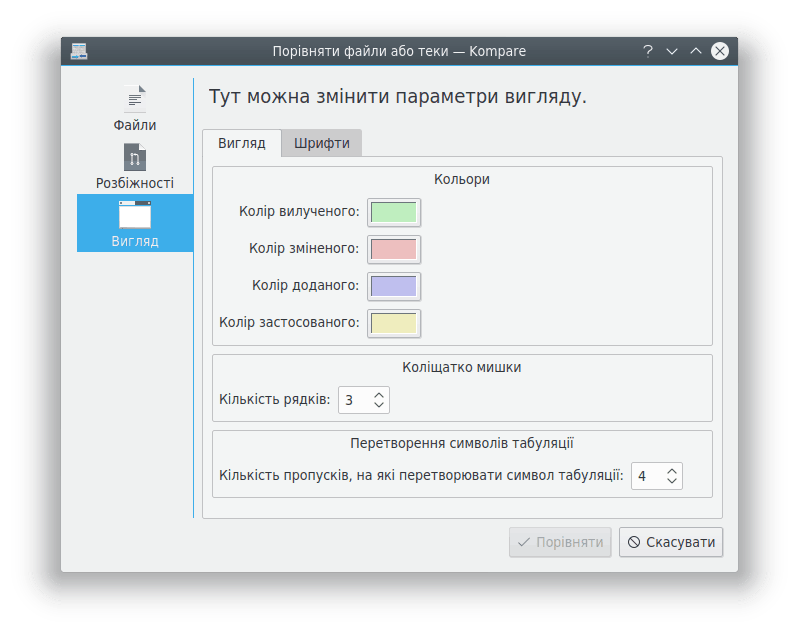 Порівняти файли або теки — Kompare
Файли
Розбіжності
Вигляд
Тут можна змінити параметри вигляду.
Вигляд
Шрифти
Кольори
Колір вилученого:
Колір зміненого:
Колір доданого:
Колір застосованого:
Коліщатко мишки
Кількість рядків: 3
Перетворення символів табуляції
Кількість пропусків, на які перетворювати символ табуляції: 4
Порівняти
Скасувати